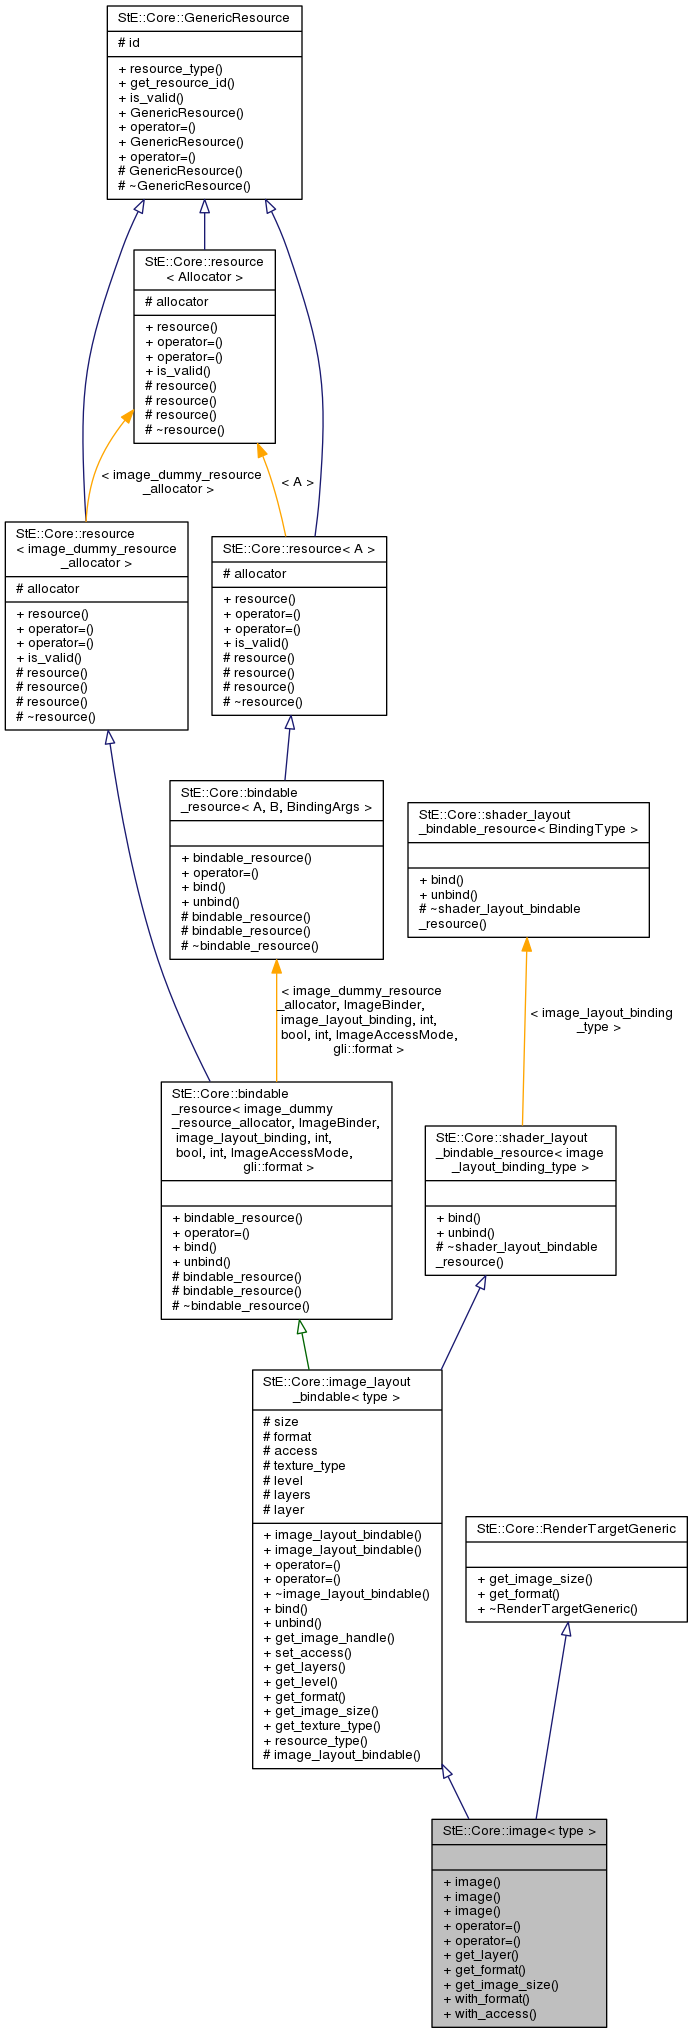 StE::Core::GenericResource
# id
+ resource_type()
+ get_resource_id()
+ is_valid()
+ GenericResource()
+ operator=()
+ GenericResource()
+ operator=()
# GenericResource()
# ~GenericResource()
StE::Core::resource
< Allocator >
# allocator
+ resource()
+ operator=()
+ operator=()
+ is_valid()
# resource()
# resource()
# resource()
# ~resource()
< image_dummy_resource
_allocator >
< A >
StE::Core::resource
< image_dummy_resource
_allocator >
# allocator
+ resource()
+ operator=()
+ operator=()
+ is_valid()
# resource()
# resource()
# resource()
# ~resource()
StE::Core::resource< A >
# allocator
+ resource()
+ operator=()
+ operator=()
+ is_valid()
# resource()
# resource()
# resource()
# ~resource()
StE::Core::bindable
_resource< A, B, BindingArgs >
+ bindable_resource()
+ operator=()
+ bind()
+ unbind()
# bindable_resource()
# bindable_resource()
# ~bindable_resource()
StE::Core::shader_layout
_bindable_resource< BindingType >
+ bind()
+ unbind()
# ~shader_layout_bindable
_resource()
< image_dummy_resource
_allocator, ImageBinder,
image_layout_binding, int,
bool, int, ImageAccessMode,
gli::format >
< image_layout_binding
_type >
StE::Core::bindable
_resource< image_dummy
_resource_allocator, ImageBinder,
image_layout_binding, int,
bool, int, ImageAccessMode,
gli::format >
+ bindable_resource()
+ operator=()
+ bind()
+ unbind()
# bindable_resource()
# bindable_resource()
# ~bindable_resource()
StE::Core::shader_layout
_bindable_resource< image
_layout_binding_type >
+ bind()
+ unbind()
# ~shader_layout_bindable
_resource()
StE::Core::image_layout
_bindable< type >
# size
# format
# access
# texture_type
# level
# layers
# layer
+ image_layout_bindable()
+ image_layout_bindable()
+ operator=()
+ operator=()
+ ~image_layout_bindable()
+ bind()
+ unbind()
+ get_image_handle()
+ set_access()
+ get_layers()
+ get_level()
+ get_format()
+ get_image_size()
+ get_texture_type()
+ resource_type()
# image_layout_bindable()
StE::Core::RenderTargetGeneric
+ get_image_size()
+ get_format()
+ ~RenderTargetGeneric()
StE::Core::image< type >
+ image()
+ image()
+ image()
+ operator=()
+ operator=()
+ get_layer()
+ get_format()
+ get_image_size()
+ with_format()
+ with_access()